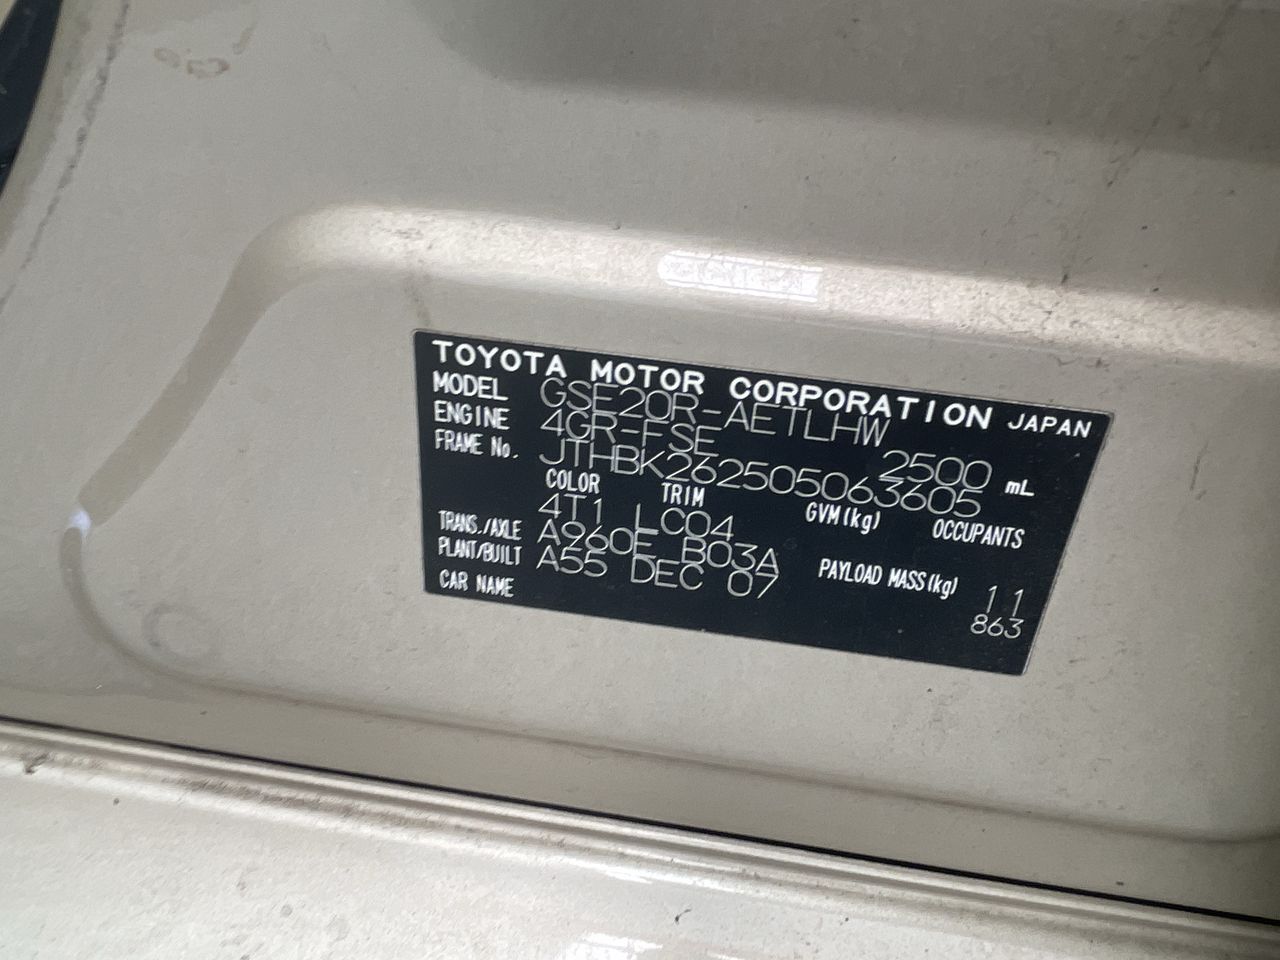 TOYOTA MOTOR CORPORATION JAPAN
MODEL GSE20R-AETLHW
ENGINE 4GR-FSE 2500 mL
FRAME No. JTHBK262505063605
COLOR TRIM GVM(kg) OCCUPANTS
4T1 LC04
TRANS./AXLE A960E B03A PAYLOAD MASS(kg) 11
PLANT/BUILT A55 DEC 07 863
CAR NAME